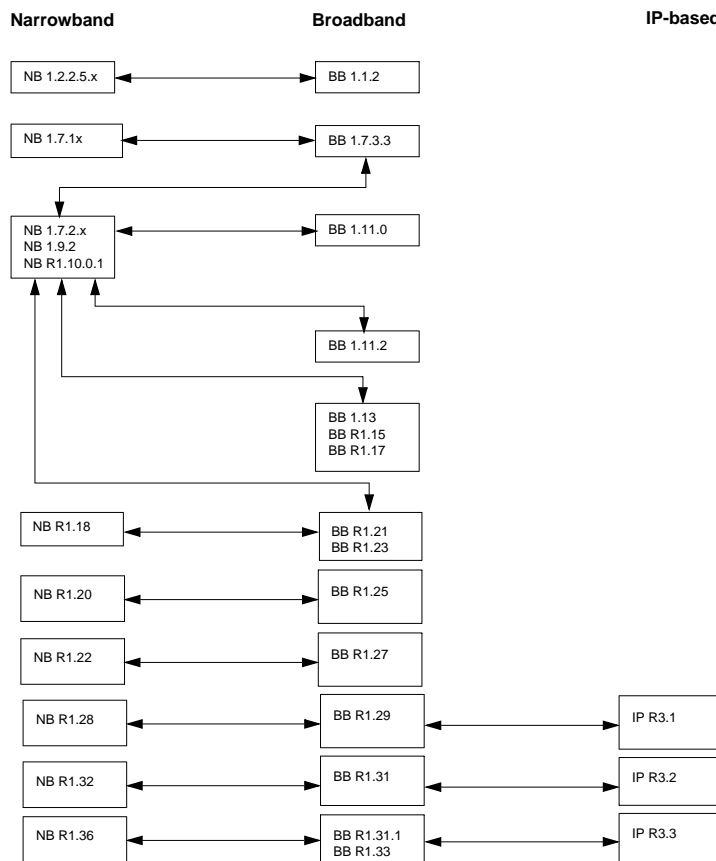 Narrowband
Broadband
IP-based
NB 1.2.2.5.x
BB 1.1.2
NB 1.7.1x
BB 1.7.3.3
NB 1.7.2.x
NB 1.9.2
NB R1.10.0.1
BB 1.11.0
BB 1.11.2
BB 1.13
BB R1.15
BB R1.17
NB R1.18
BB R1.21
BB R1.23
NB R1.20
BB R1.25
NB R1.22
BB R1.27
NB R1.28
BB R1.29
IP R3.1
NB R1.32
BB R1.31
IP R3.2
NB R1.36
BB R1.31.1
BB R1.33
IP R3.3